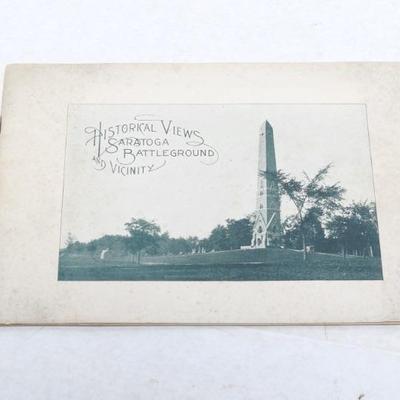 HISTORICAL VIEWS
SARATOGA
BATTLEGROUND
AND VICINITY